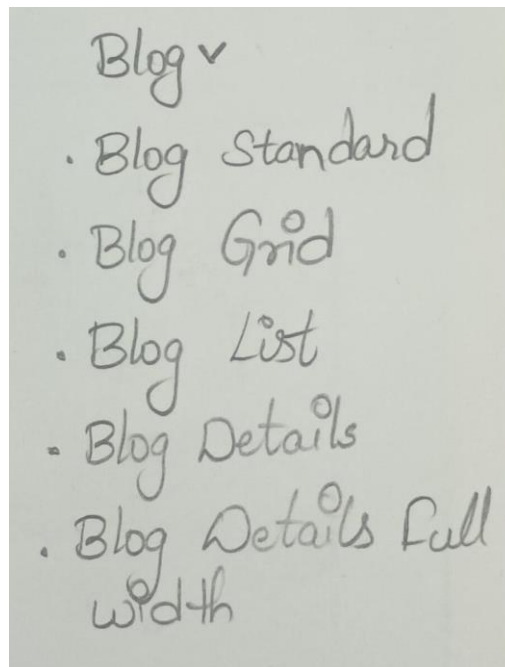 Blog ˅
· Blog Standard
· Blog Grid
· Blog List
· Blog Details
· Blog Details full
width